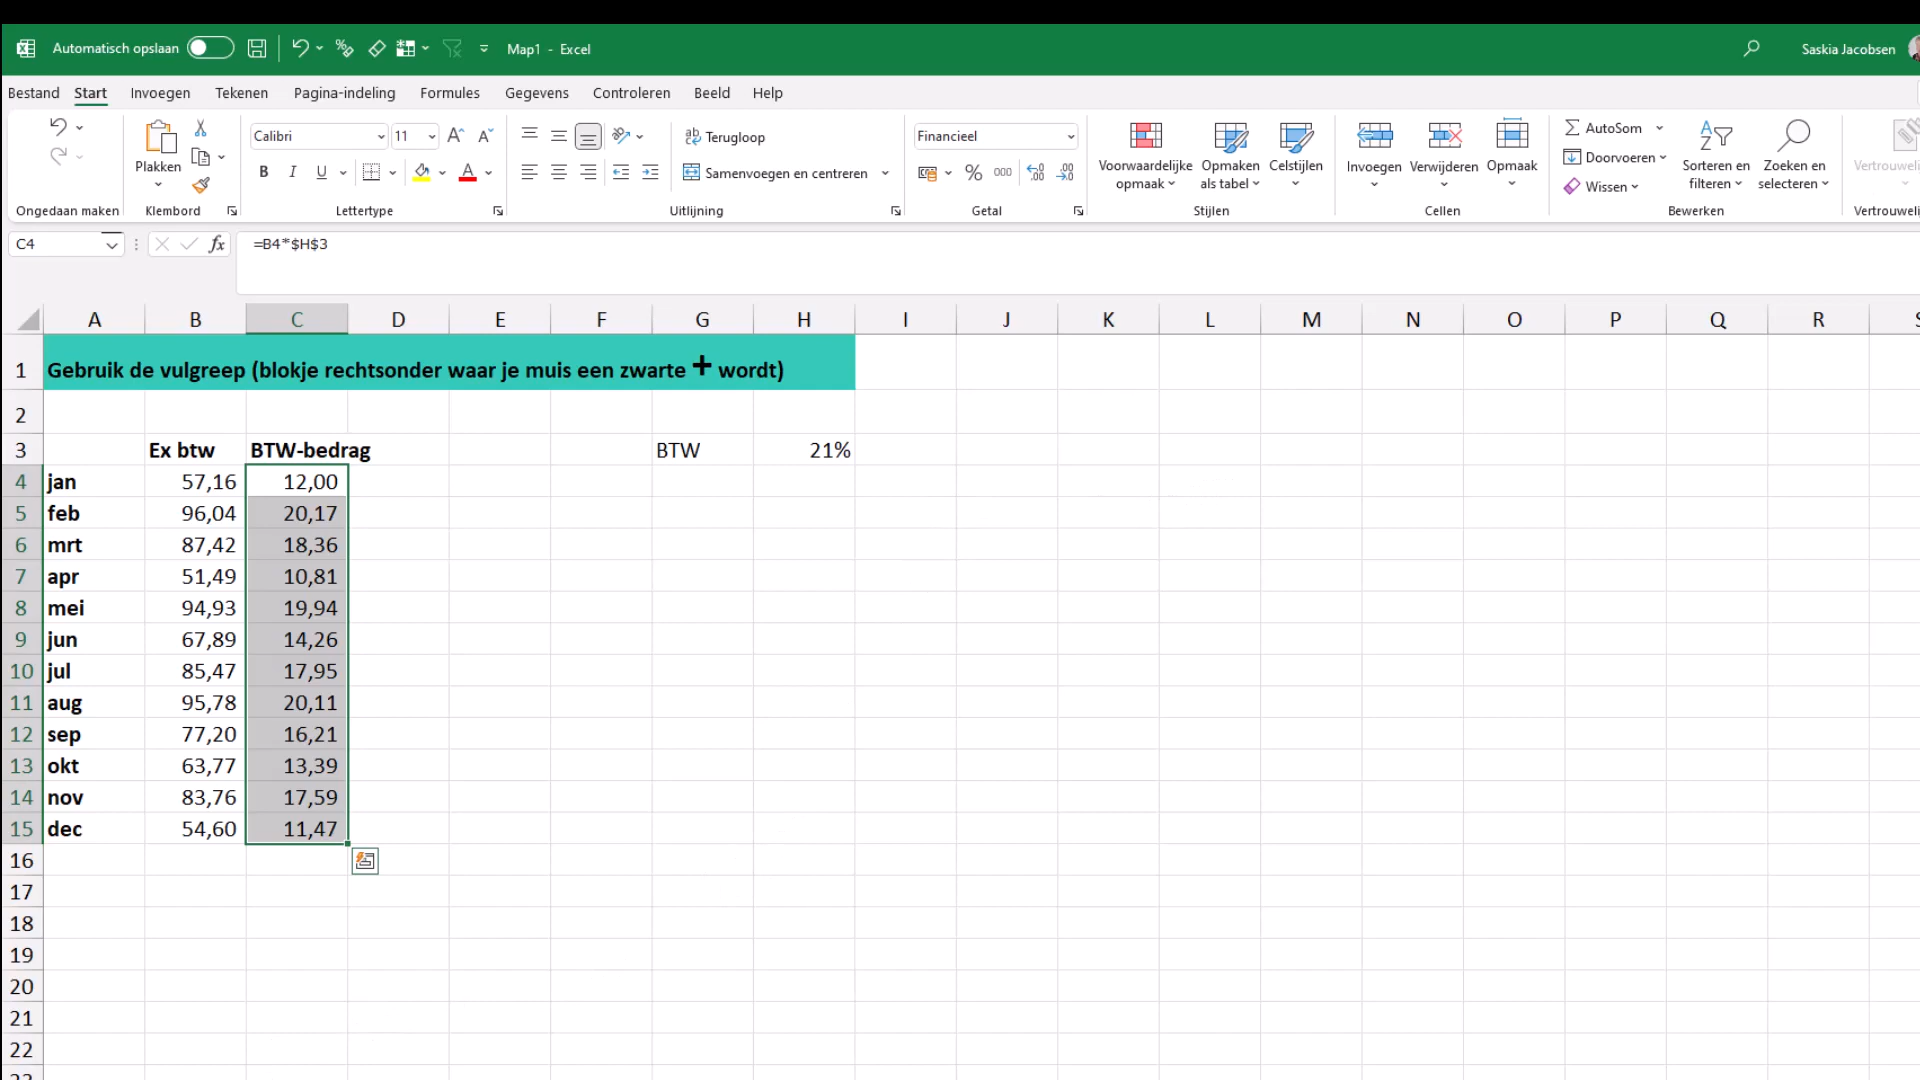 Automatisch opslaan Map1 - Excel Saskia Jacobsen
Bestand Start Invoegen Tekenen Pagina-indeling Formules Gegevens Controleren Beeld Help
Plakken
Ongedaan maken Klembord
Calibri 11
B I U A
Lettertype
ab Terugloop
Samenvoegen en centreren
Uitlijning
Financieel
% 000
Getal
Voorwaardelijke opmaak
Opmaken als tabel
Celstijlen
Stijlen
Invoegen Verwijderen Opmaak
Cellen
AutoSom
Doorvoeren
Wissen
Sorteren en filteren
Zoeken en selecteren
Bewerken
C4 fx =B4*$H$3
A B C D E F G H I J K L M N O P Q R
1 Gebruik de vulgreep (blokje rechtsonder waar je muis een zwarte + wordt)
2
3 Ex btw BTW-bedrag BTW 21%
4 jan 57,16 12,00
5 feb 96,04 20,17
6 mrt 87,42 18,36
7 apr 51,49 10,81
8 mei 94,93 19,94
9 jun 67,89 14,26
10 jul 85,47 17,95
11 aug 95,78 20,11
12 sep 77,20 16,21
13 okt 63,77 13,39
14 nov 83,76 17,59
15 dec 54,60 11,47
16
17
18
19
20
21
22